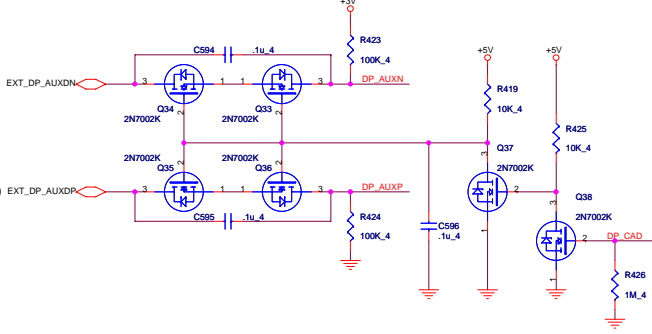 +3V
C594 .1u_4
R423
100K_4
+5V
+5V
EXT_DP_AUXDN
3
1
1
3
DP_AUXN
R419
10K_4
Q34
2N7002K
2
Q33
2N7002K
2
R425
10K_4
2N7002K
Q35
2
2N7002K
Q36
2
3
Q37
2N7002K
EXT_DP_AUXDP
3
1
1
3
DP_AUXP
2
3
Q38
2N7002K
C595 .1u_4
R424
100K_4
C596
.1u_4
1
2
DP_CAD
1
R426
1M_4